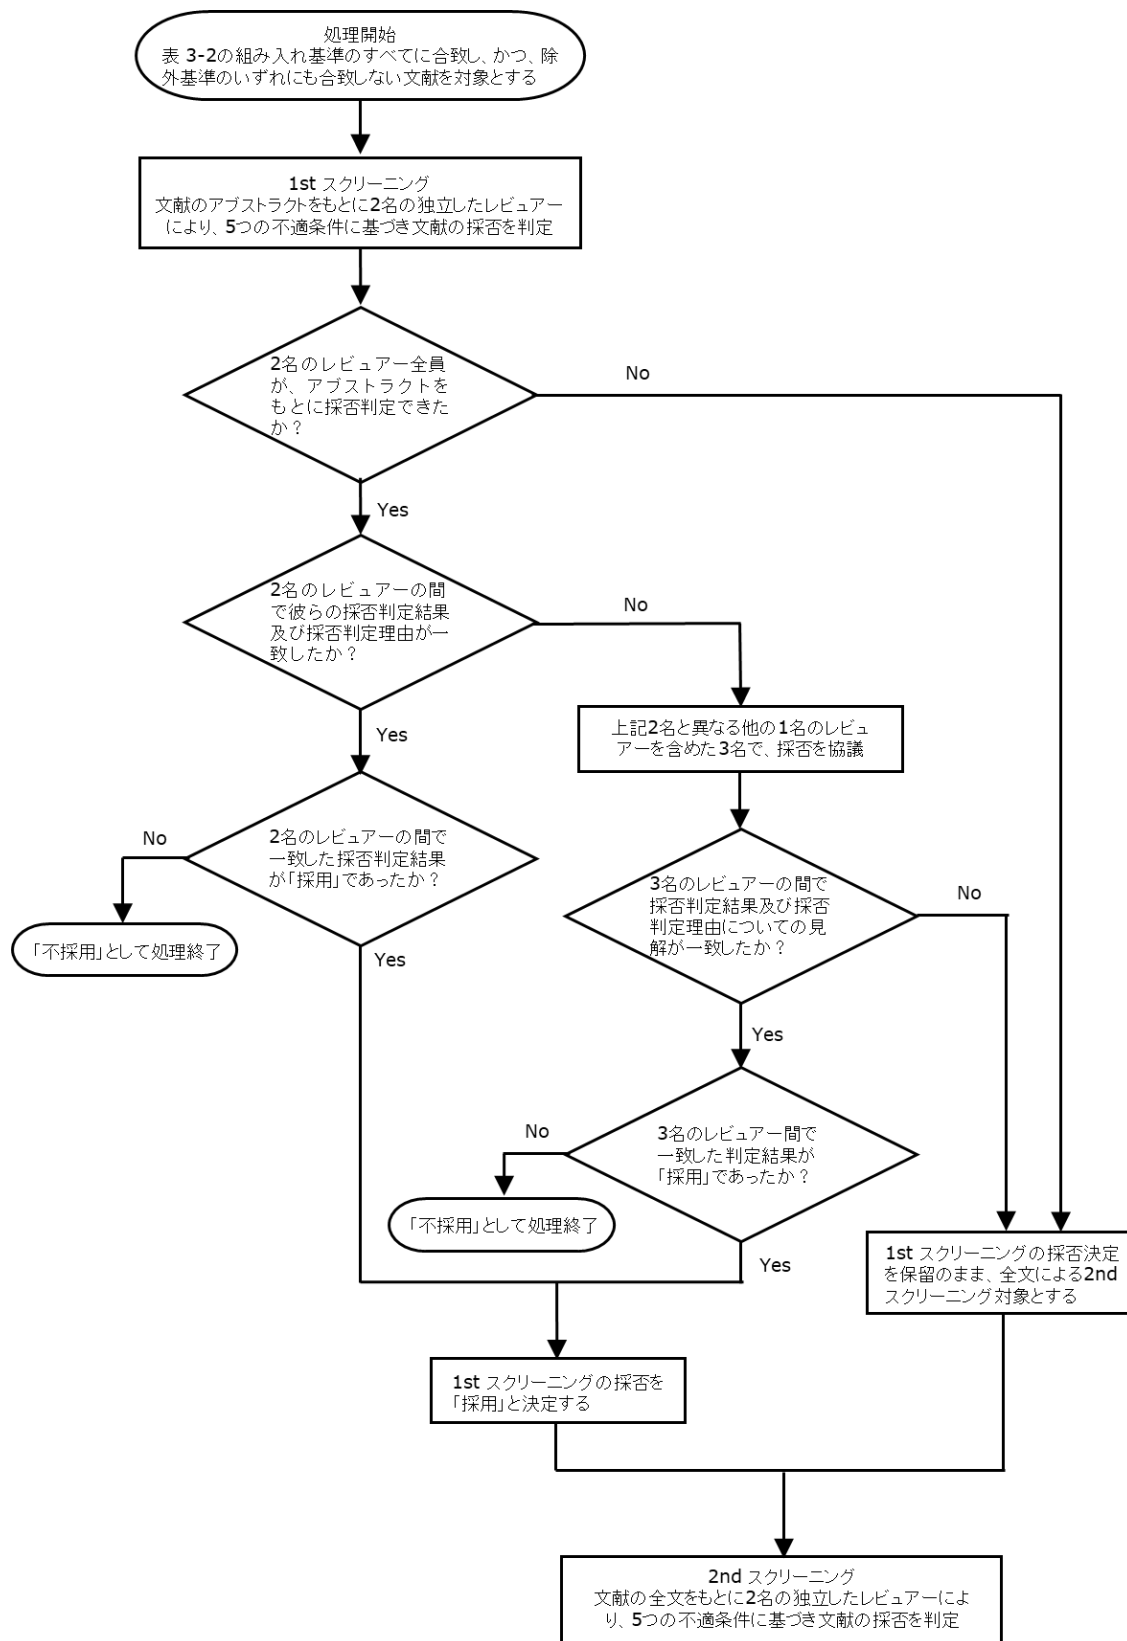 処理開始
表 3-2の組み入れ基準のすべてに合致し、かつ、除
外基準のいずれにも合致しない文献を対象とする
1st スクリーニング
文献のアブストラクトをもとに2名の独立したレビュアー
により、5つの不適条件に基づき文献の採否を判定
2名のレビュアー全員
が、アブストラクトを
もとに採否判定できた
か？
No
Yes
2名のレビュアーの間
で彼らの採否判定結果
及び採否判定理由が一
致したか？
No
Yes
上記2名と異なる他の1名のレビュ
アーを含めた3名で、採否を協議
2名のレビュアーの間で
一致した採否判定結果
が「採用」であったか？
No
Yes
「不採用」として処理終了
3名のレビュアーの間で
採否判定結果及び採否
判定理由についての見
解が一致したか？
No
Yes
3名のレビュアー間で
一致した判定結果が
「採用」であったか？
No
Yes
「不採用」として処理終了
1st スクリーニングの採否決定
を保留のまま、全文による2nd
スクリーニング対象とする
1st スクリーニングの採否を
「採用」と決定する
2nd スクリーニング
文献の全文をもとに2名の独立したレビュアーによ
り、5つの不適条件に基づき文献の採否を判定